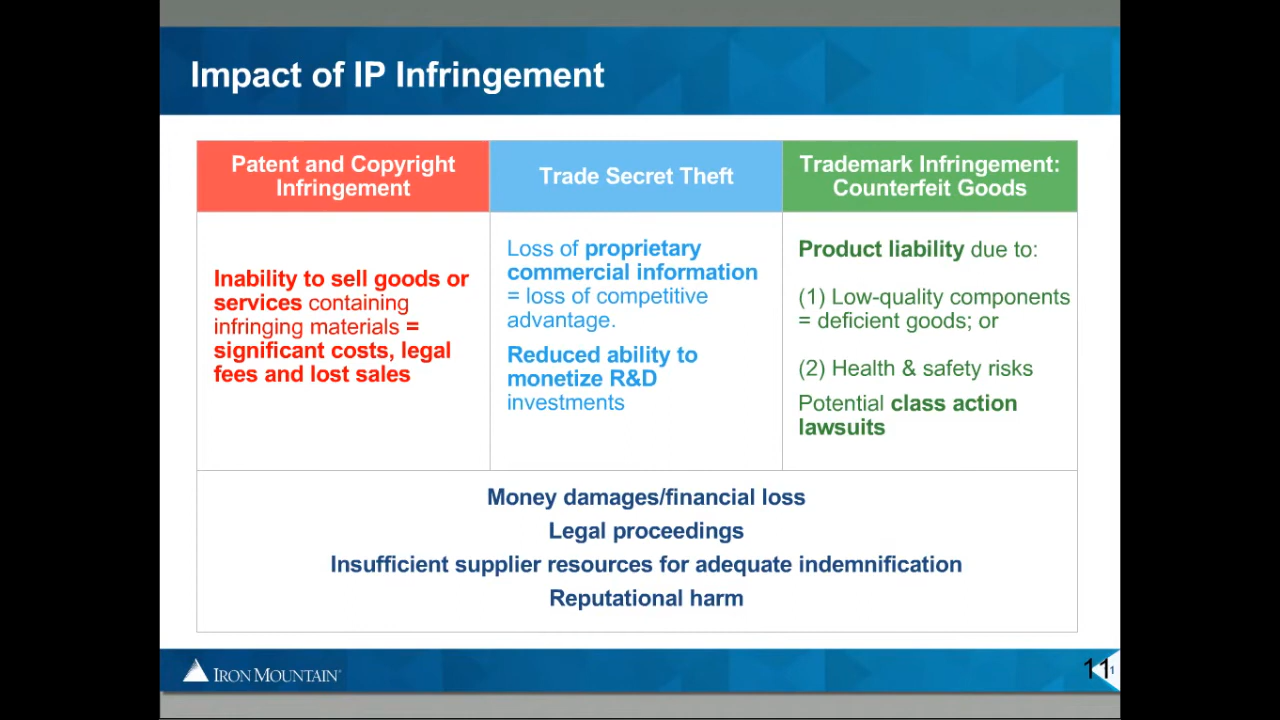 Impact of IP Infringement
Patent and Copyright
Infringement
Trade Secret Theft
Trademark Infringement:
Counterfeit Goods
Inability to sell goods or
services containing
infringing materials =
significant costs, legal
fees and lost sales
Loss of proprietary
commercial information
= loss of competitive
advantage.
Reduced ability to
monetize R&D
investments
Product liability due to:
(1) Low-quality components
= deficient goods; or
(2) Health & safety risks
Potential class action
lawsuits
Money damages/financial loss
Legal proceedings
Insufficient supplier resources for adequate indemnification
Reputational harm
IRON MOUNTAIN
11